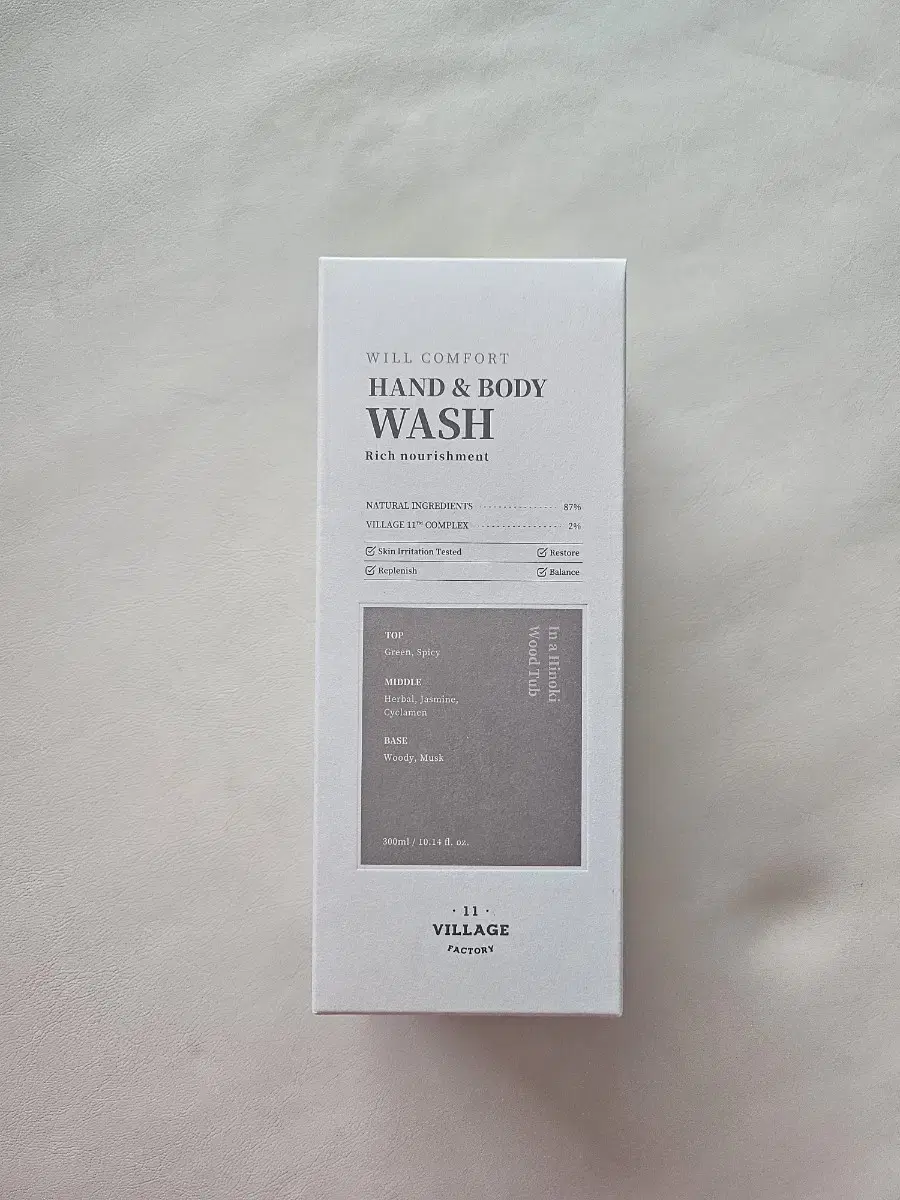 WILL COMFORT
HAND & BODY
WASH
Rich nourishment
NATURAL INGREDIENTS 87%
VILLAGE 11™ COMPLEX 2%
Skin Irritation Tested Restore
Replenish Balance
In a Hinoki
Wood Tub
TOP
Green, Spicy
MIDDLE
Herbal, Jasmine,
Cyclamen
BASE
Woody, Musk
300ml / 10.14 fl. oz.
· 11 ·
VILLAGE
FACTORY